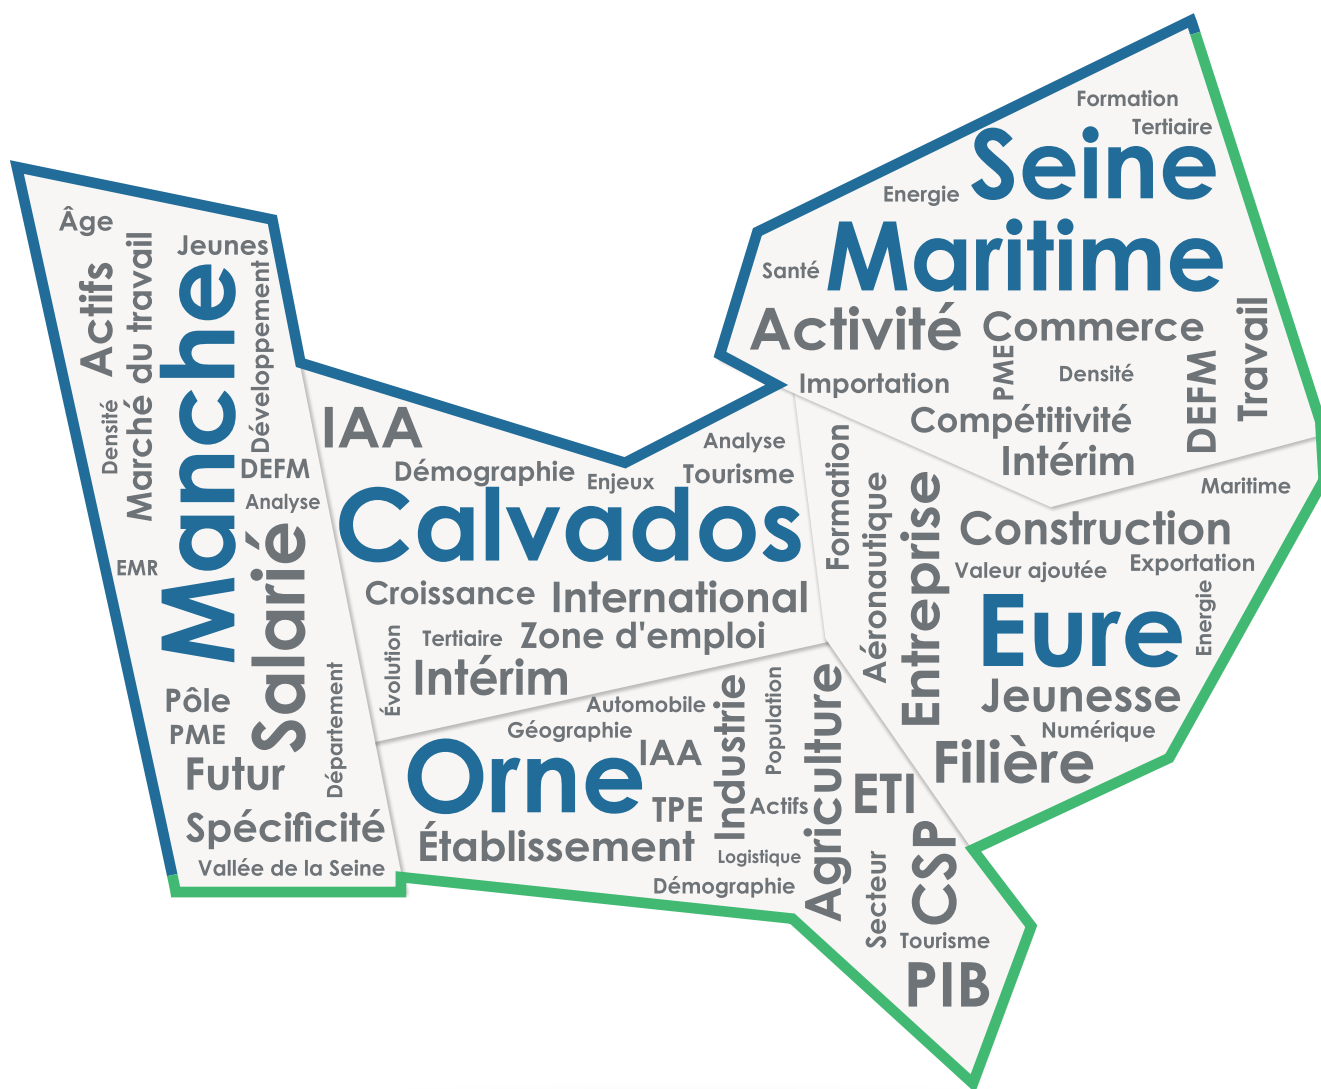 Âge
Jeunes
Actifs
Marché du travail
Manche
Développement
Densité
DEFM
Analyse
EMR
Salarié
Pôle
PME
Département
Futur
Spécificité
Vallée de la Seine
IAA
Analyse
Démographie
Enjeux
Tourisme
Calvados
Croissance
International
Évolution
Tertiaire
Zone d'emploi
Intérim
Formation
Tertiaire
Seine
Energie
Maritime
Santé
Activité
Commerce
Travail
PME
Densité
DEFM
Importation
Compétitivité
Intérim
Formation
Aéronautique
Entreprise
Maritime
Construction
Valeur ajoutée
Exportation
Eure
Energie
Jeunesse
Numérique
Filière
Automobile
Géographie
Orne
IAA
Industrie
Population
Agriculture
TPE
Actifs
ETI
Établissement
Logistique
Démographie
Secteur
CSP
Tourisme
PIB